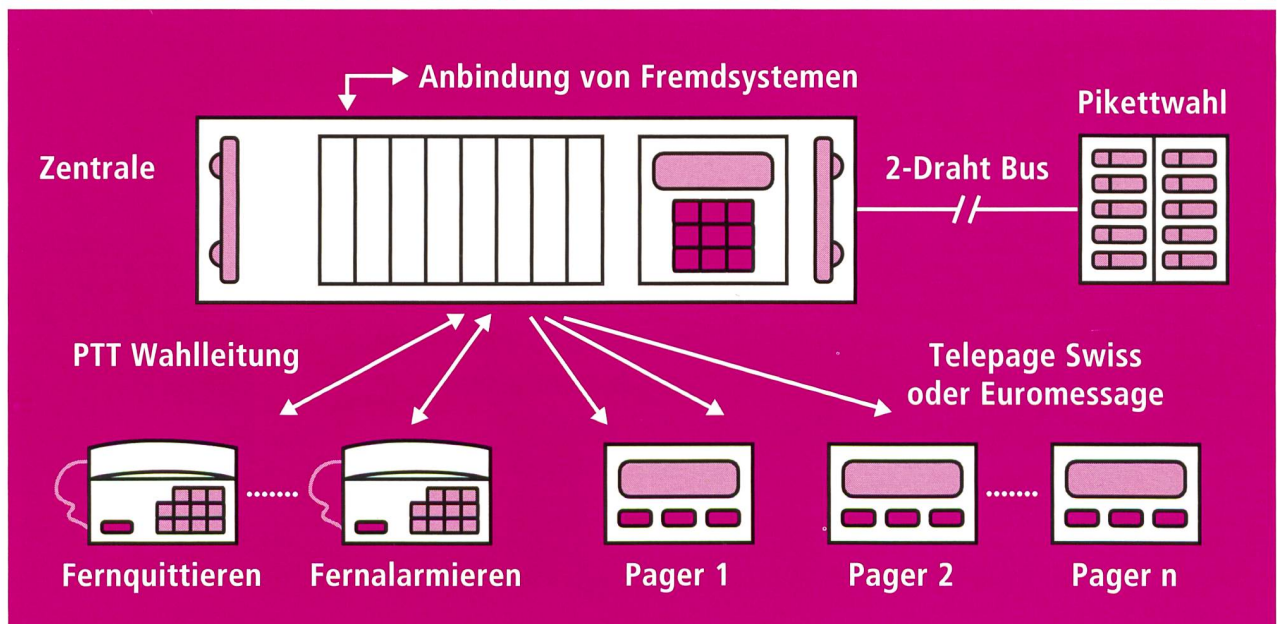 Anbindung von Fremdsystemen
Pikettwahl
Zentrale
2-Draht Bus
PTT Wahlleitung
Telepage Swiss
oder Euromessage
Fernquittieren
Fernalarmieren
Pager 1
Pager 2
Pager n